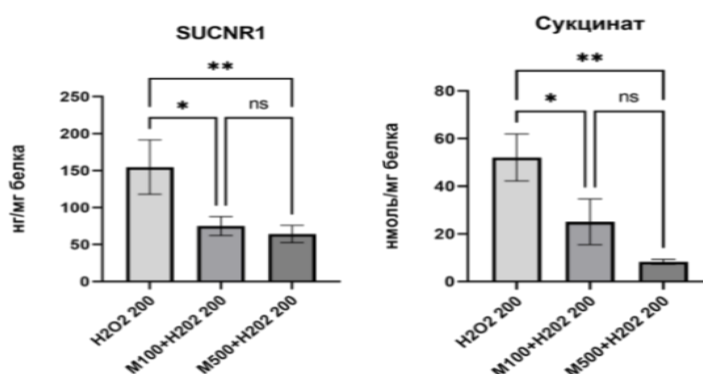 SUCNR1
**
*
ns
нг/мг белка
250
200
150
100
50
0
H2O2 200
M100+H202 200
M500+H202 200
Сукцинат
**
*
ns
нмоль/мг белка
80
60
40
20
0
H2O2 200
M100+H202 200
M500+H202 200